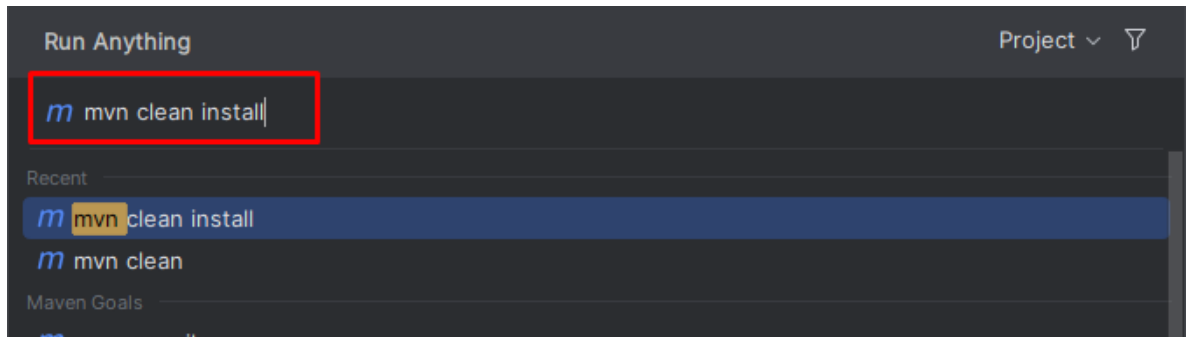 Run Anything
Project
m mvn clean install
Recent
m mvn clean install
m mvn clean
Maven Goals